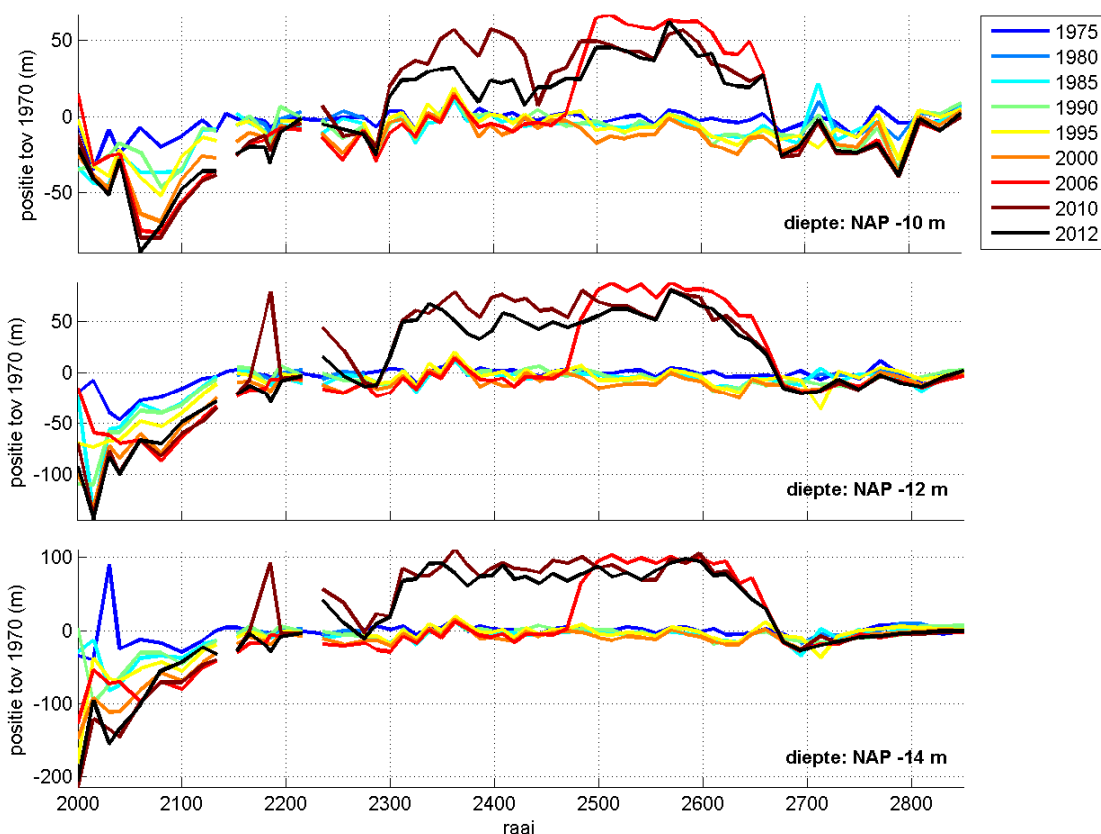 50
0
-50
positie tov 1970 (m)
diepte: NAP -10 m
1975
1980
1985
1990
1995
2000
2006
2010
2012
50
0
-50
-100
positie tov 1970 (m)
diepte: NAP -12 m
100
0
-100
-200
positie tov 1970 (m)
diepte: NAP -14 m
2000 2100 2200 2300 2400 2500 2600 2700 2800
raai